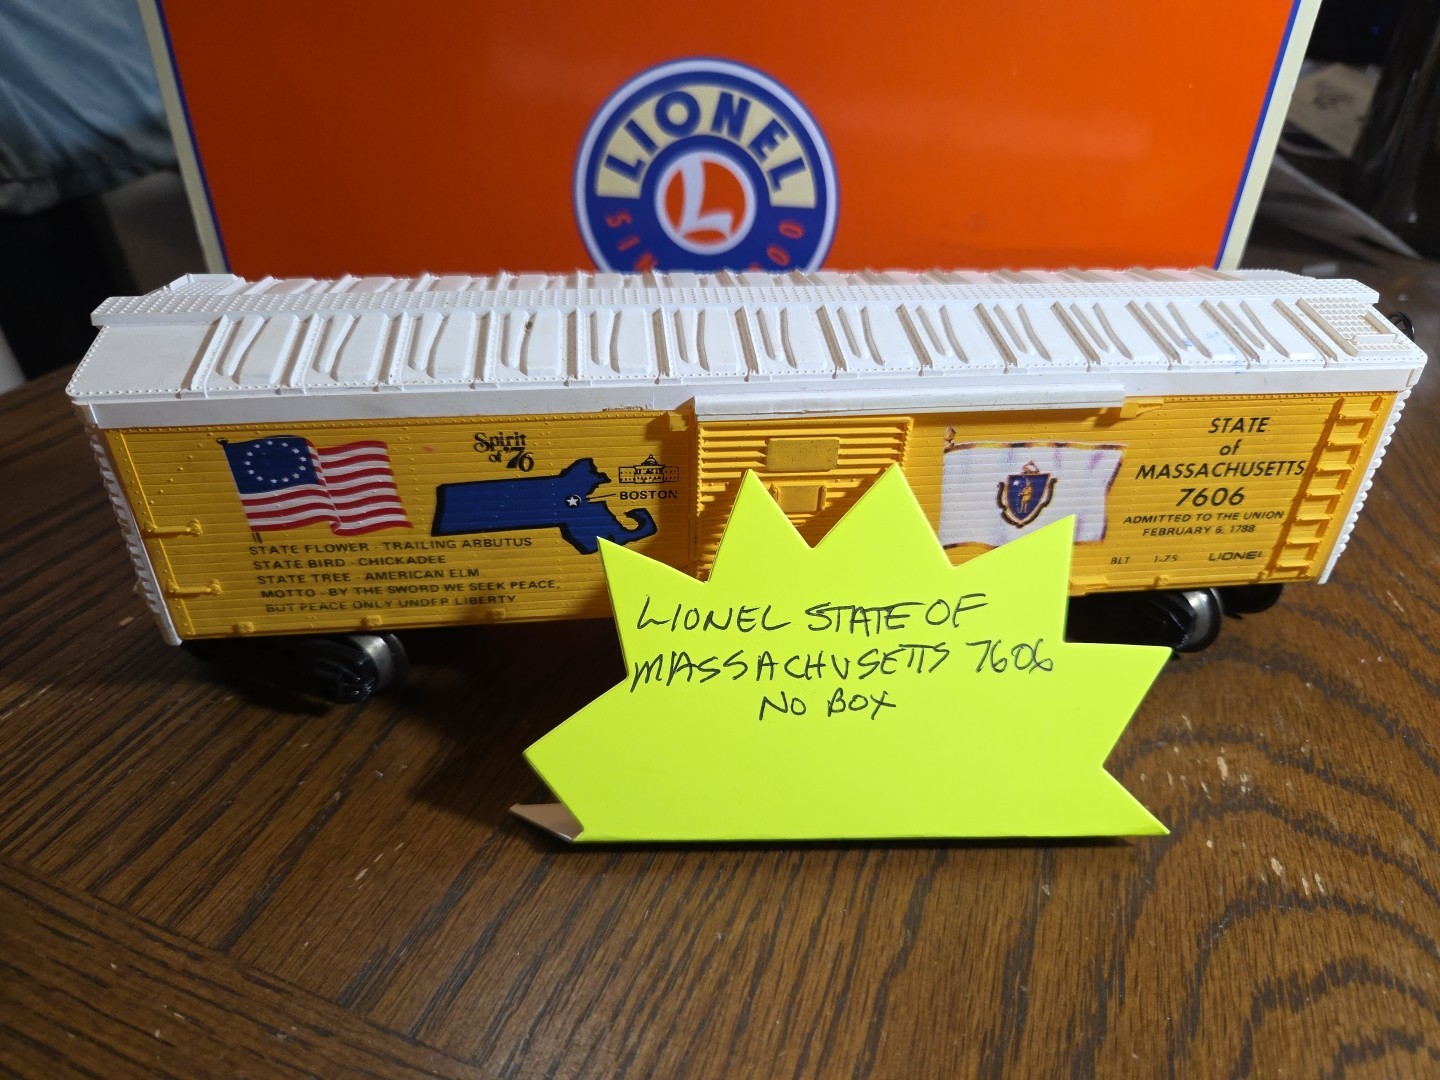 LIONEL
Spirit
of '76
BOSTON
STATE FLOWER - TRAILING ARBUTUS
STATE BIRD - CHICKADEE
STATE TREE - AMERICAN ELM
MOTTO - BY THE SWORD WE SEEK PEACE,
BUT PEACE ONLY UNDER LIBERTY
STATE
of
MASSACHUSETTS
7606
ADMITTED TO THE UNION
FEBRUARY 6, 1788
BLT 1-75 LIONEL
LIONEL STATE OF
MASSACHUSETTS 7606
NO BOX